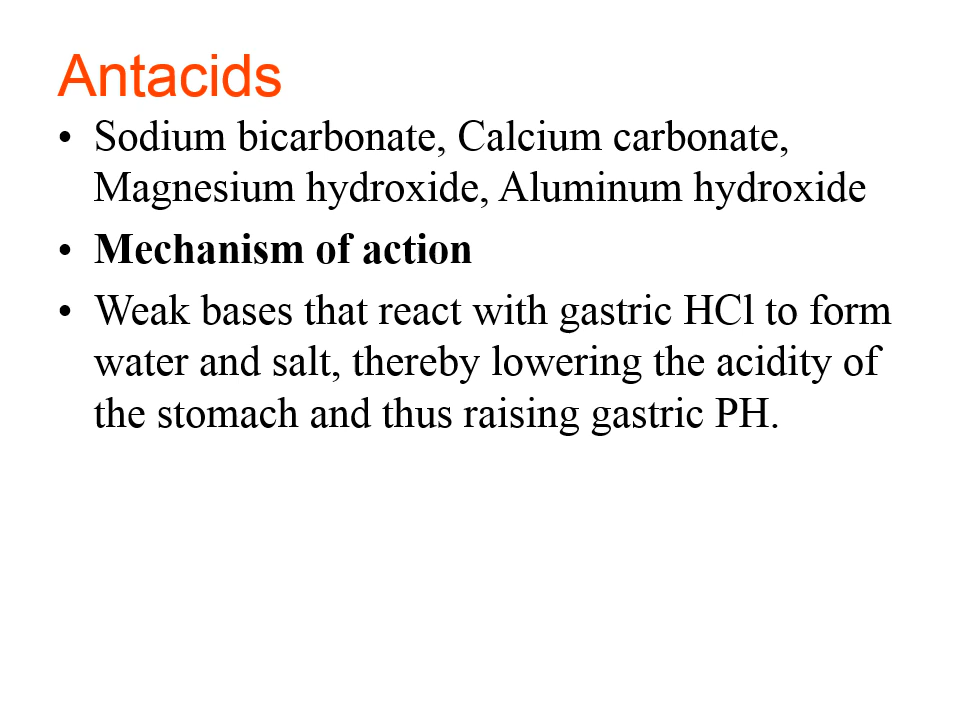 Antacids
• Sodium bicarbonate, Calcium carbonate,
Magnesium hydroxide, Aluminum hydroxide
• Mechanism of action
• Weak bases that react with gastric HCl to form
water and salt, thereby lowering the acidity of
the stomach and thus raising gastric PH.